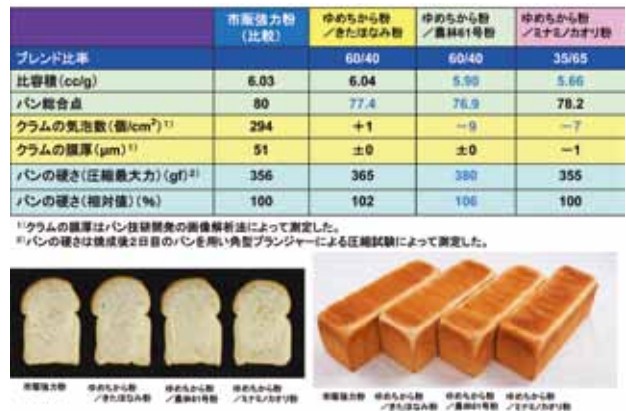 市販強力粉 ゆめちから粉 ゆめちから粉 ゆめちから粉
(比較) /きたほなみ粉 /農林61号粉 /ミナミノカオリ粉
ブレンド比率 60/40 60/40 35/65
比容積(cc/g) 6.03 6.04 5.90 5.66
パン総合点 80 77.4 76.9 78.2
クラムの気泡数(個/cm²)¹⁾ 294 +1 -9 -7
クラムの膜厚(μm)¹⁾ 51 ±0 ±0 -1
パンの硬さ(圧縮最大力)(gf)²⁾ 356 365 380 355
パンの硬さ(相対値)(%) 100 102 106 100
¹⁾クラムの膜厚はパン技研開発の画像解析法によって測定した。
²⁾パンの硬さは焼成後2日目のパンを用い角型プランジャーによる圧縮試験によって測定した。
市販強力粉 ゆめちから粉 ゆめちから粉 ゆめちから粉
/きたほなみ粉 /農林61号粉 /ミナミノカオリ粉
市販強力粉 ゆめちから粉 ゆめちから粉 ゆめちから粉
/きたほなみ粉 /農林61号粉 /ミナミノカオリ粉